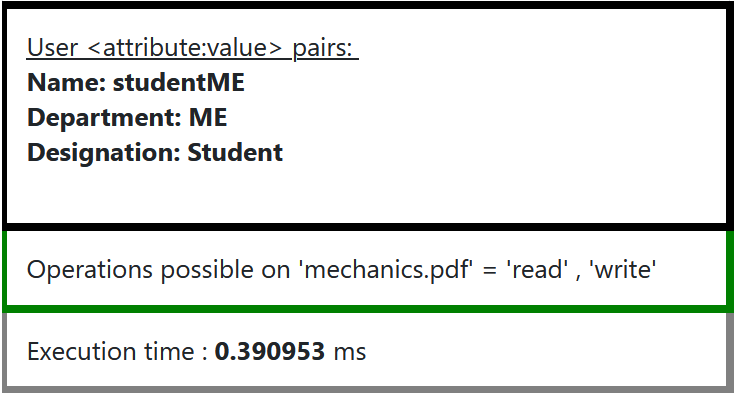 User <attribute:value> pairs:
Name: studentME
Department: ME
Designation: Student
Operations possible on 'mechanics.pdf' = 'read' , 'write'
Execution time : 0.390953 ms